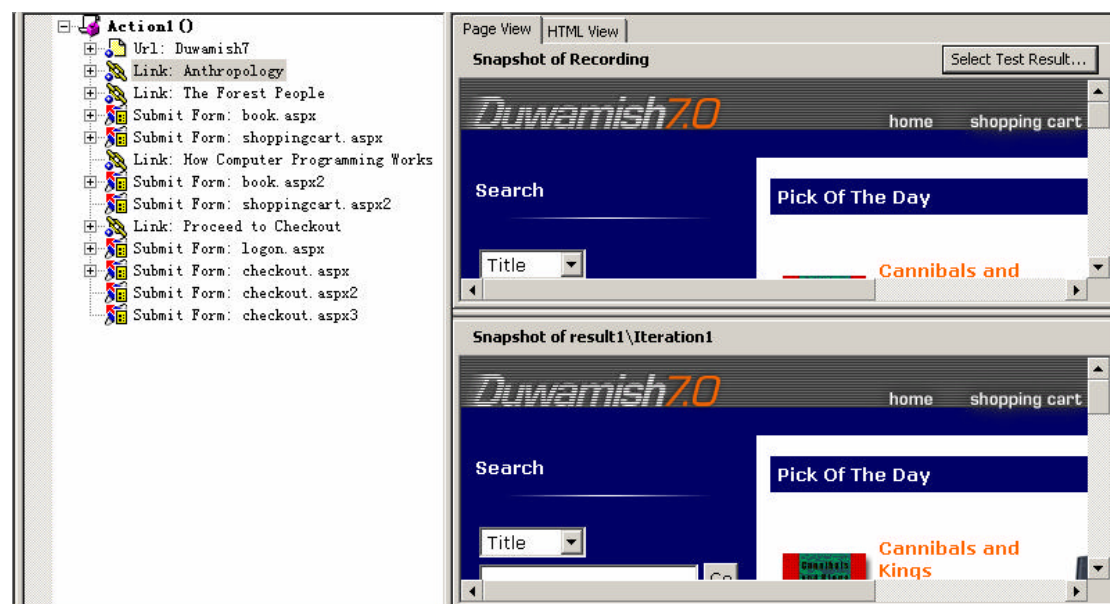 Action1 ()
Url: Duwamish7
Link: Anthropology
Link: The Forest People
Submit Form: book.aspx
Submit Form: shoppingcart.aspx
Link: How Computer Programming Works
Submit Form: book.aspx2
Submit Form: shoppingcart.aspx2
Link: Proceed to Checkout
Submit Form: logon.aspx
Submit Form: checkout.aspx
Submit Form: checkout.aspx2
Submit Form: checkout.aspx3
Page View HTML View
Snapshot of Recording Select Test Result...
Duwamish7.0
home shopping cart
Search
Pick Of The Day
Title
Cannibals and
Snapshot of result1\Iteration1
Duwamish7.0
home shopping cart
Search
Pick Of The Day
Title
Cannibals and
Kings
Cannibals